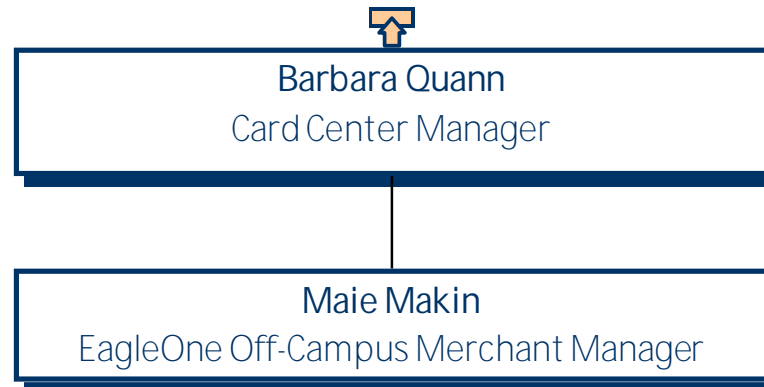 Barbara Quann
Card Center Manager
Maie Makin
EagleOne Off-Campus Merchant Manager